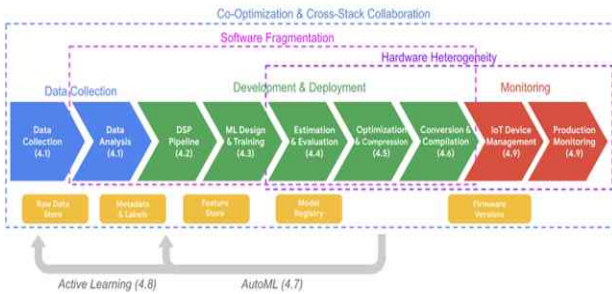 Co-Optimization & Cross-Stack Collaboration
Software Fragmentation
Hardware Heterogeneity
Data Collection
Development & Deployment
Monitoring
Data
Collection
(4.1)
Data
Analysis
(4.1)
DSP
Pipeline
(4.2)
ML Design
& Training
(4.3)
Estimation
& Evaluation
(4.4)
Optimization
& Compression
(4.5)
Conversion &
Compilation
(4.6)
IoT Device
Management
(4.9)
Production
Monitoring
(4.9)
Raw Data
Store
Metadata
& Labels
Feature
Store
Model
Registry
Firmware
Versions
Active Learning (4.8)
AutoML (4.7)